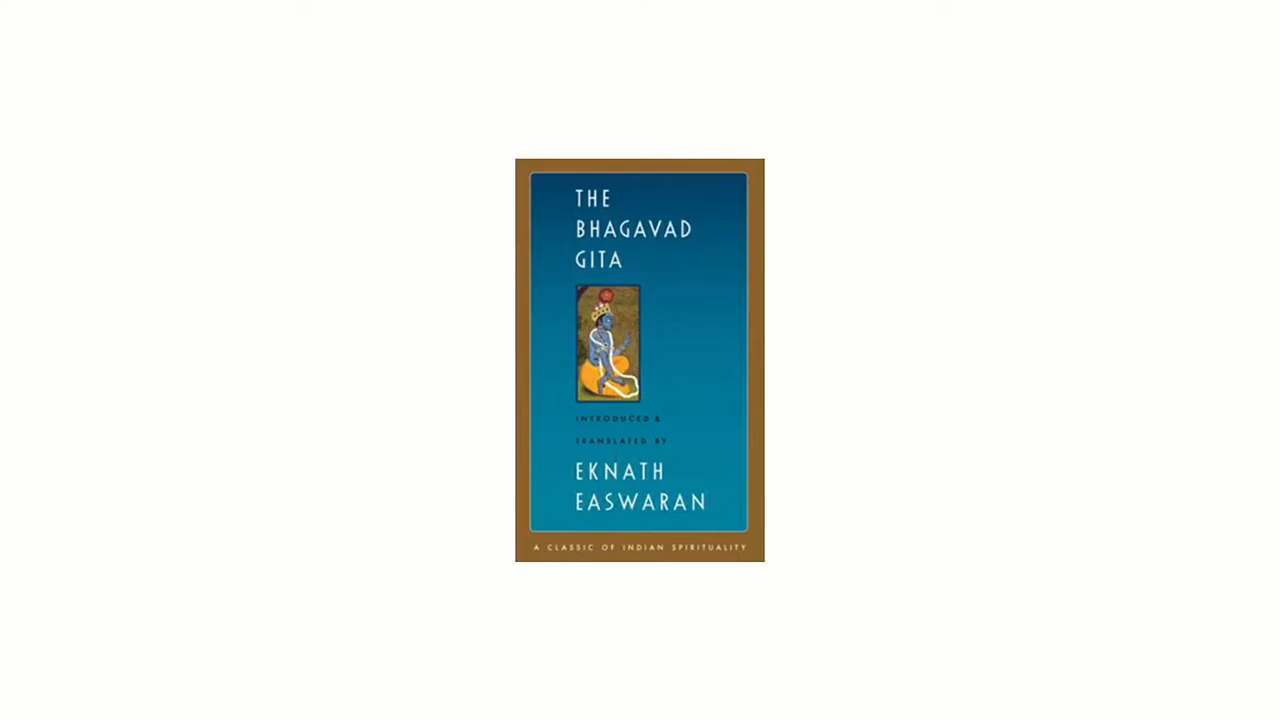 THE
BHAGAVAD
GITA
INTRODUCED &
TRANSLATED BY
EKNATH
EASWARAN
A CLASSIC OF INDIAN SPIRITUALITY